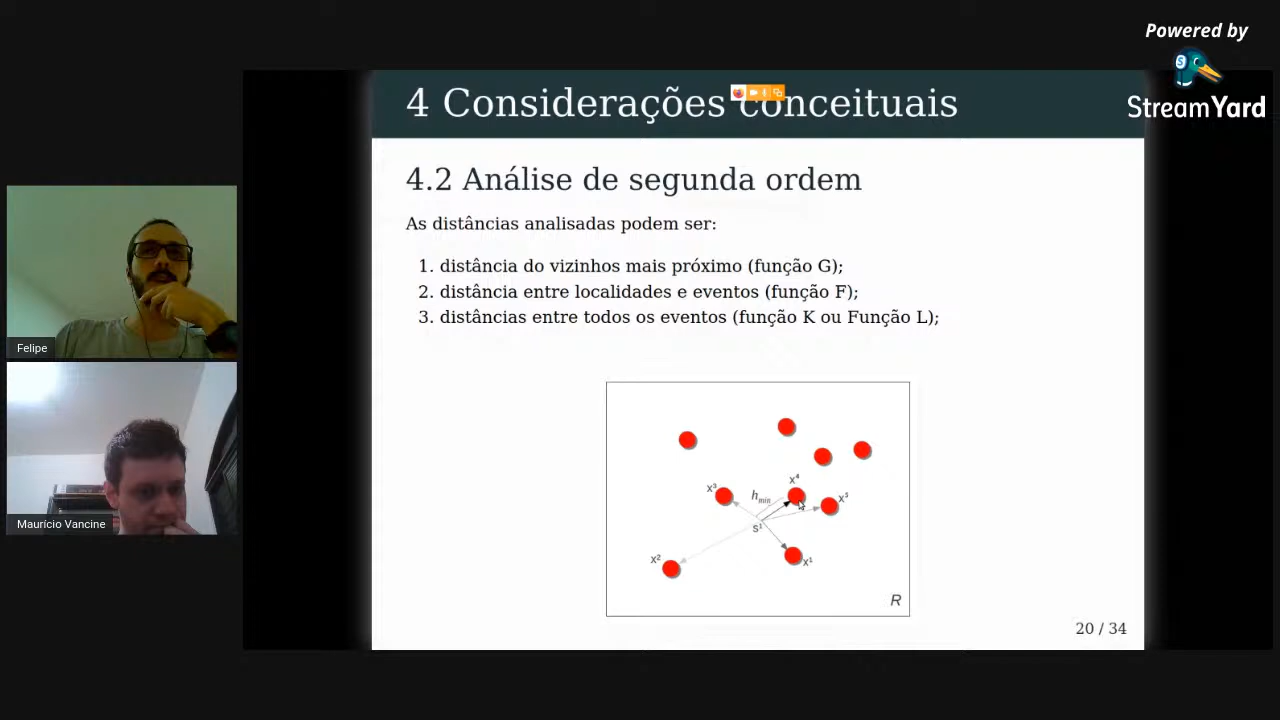 Powered by
StreamYard
4 Considerações conceituais
4.2 Análise de segunda ordem
As distâncias analisadas podem ser:
1. distância do vizinhos mais próximo (função G);
2. distância entre localidades e eventos (função F);
3. distâncias entre todos os eventos (função K ou Função L);
x⁴
x³
hmin
x⁵
s¹
x²
x¹
R
20 / 34
Felipe
Maurício Vancine